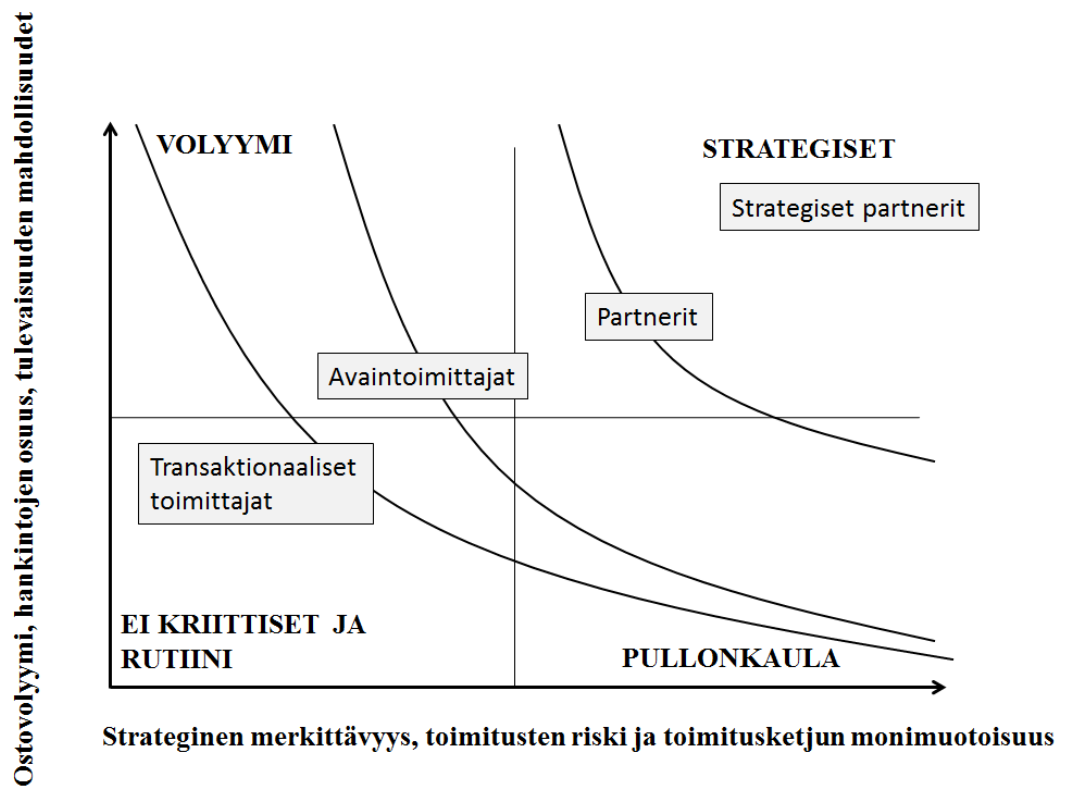 Ostovolyymi, hankintojen osuus, tulevaisuuden mahdollisuudet
VOLYYMI
STRATEGISET
Strategiset partnerit
Partnerit
Avaintoimittajat
Transaktionaaliset
toimittajat
EI KRIITTISET JA
RUTIINI
PULLONKAULA
Strateginen merkittävyys, toimitusten riski ja toimitusketjun monimuotoisuus